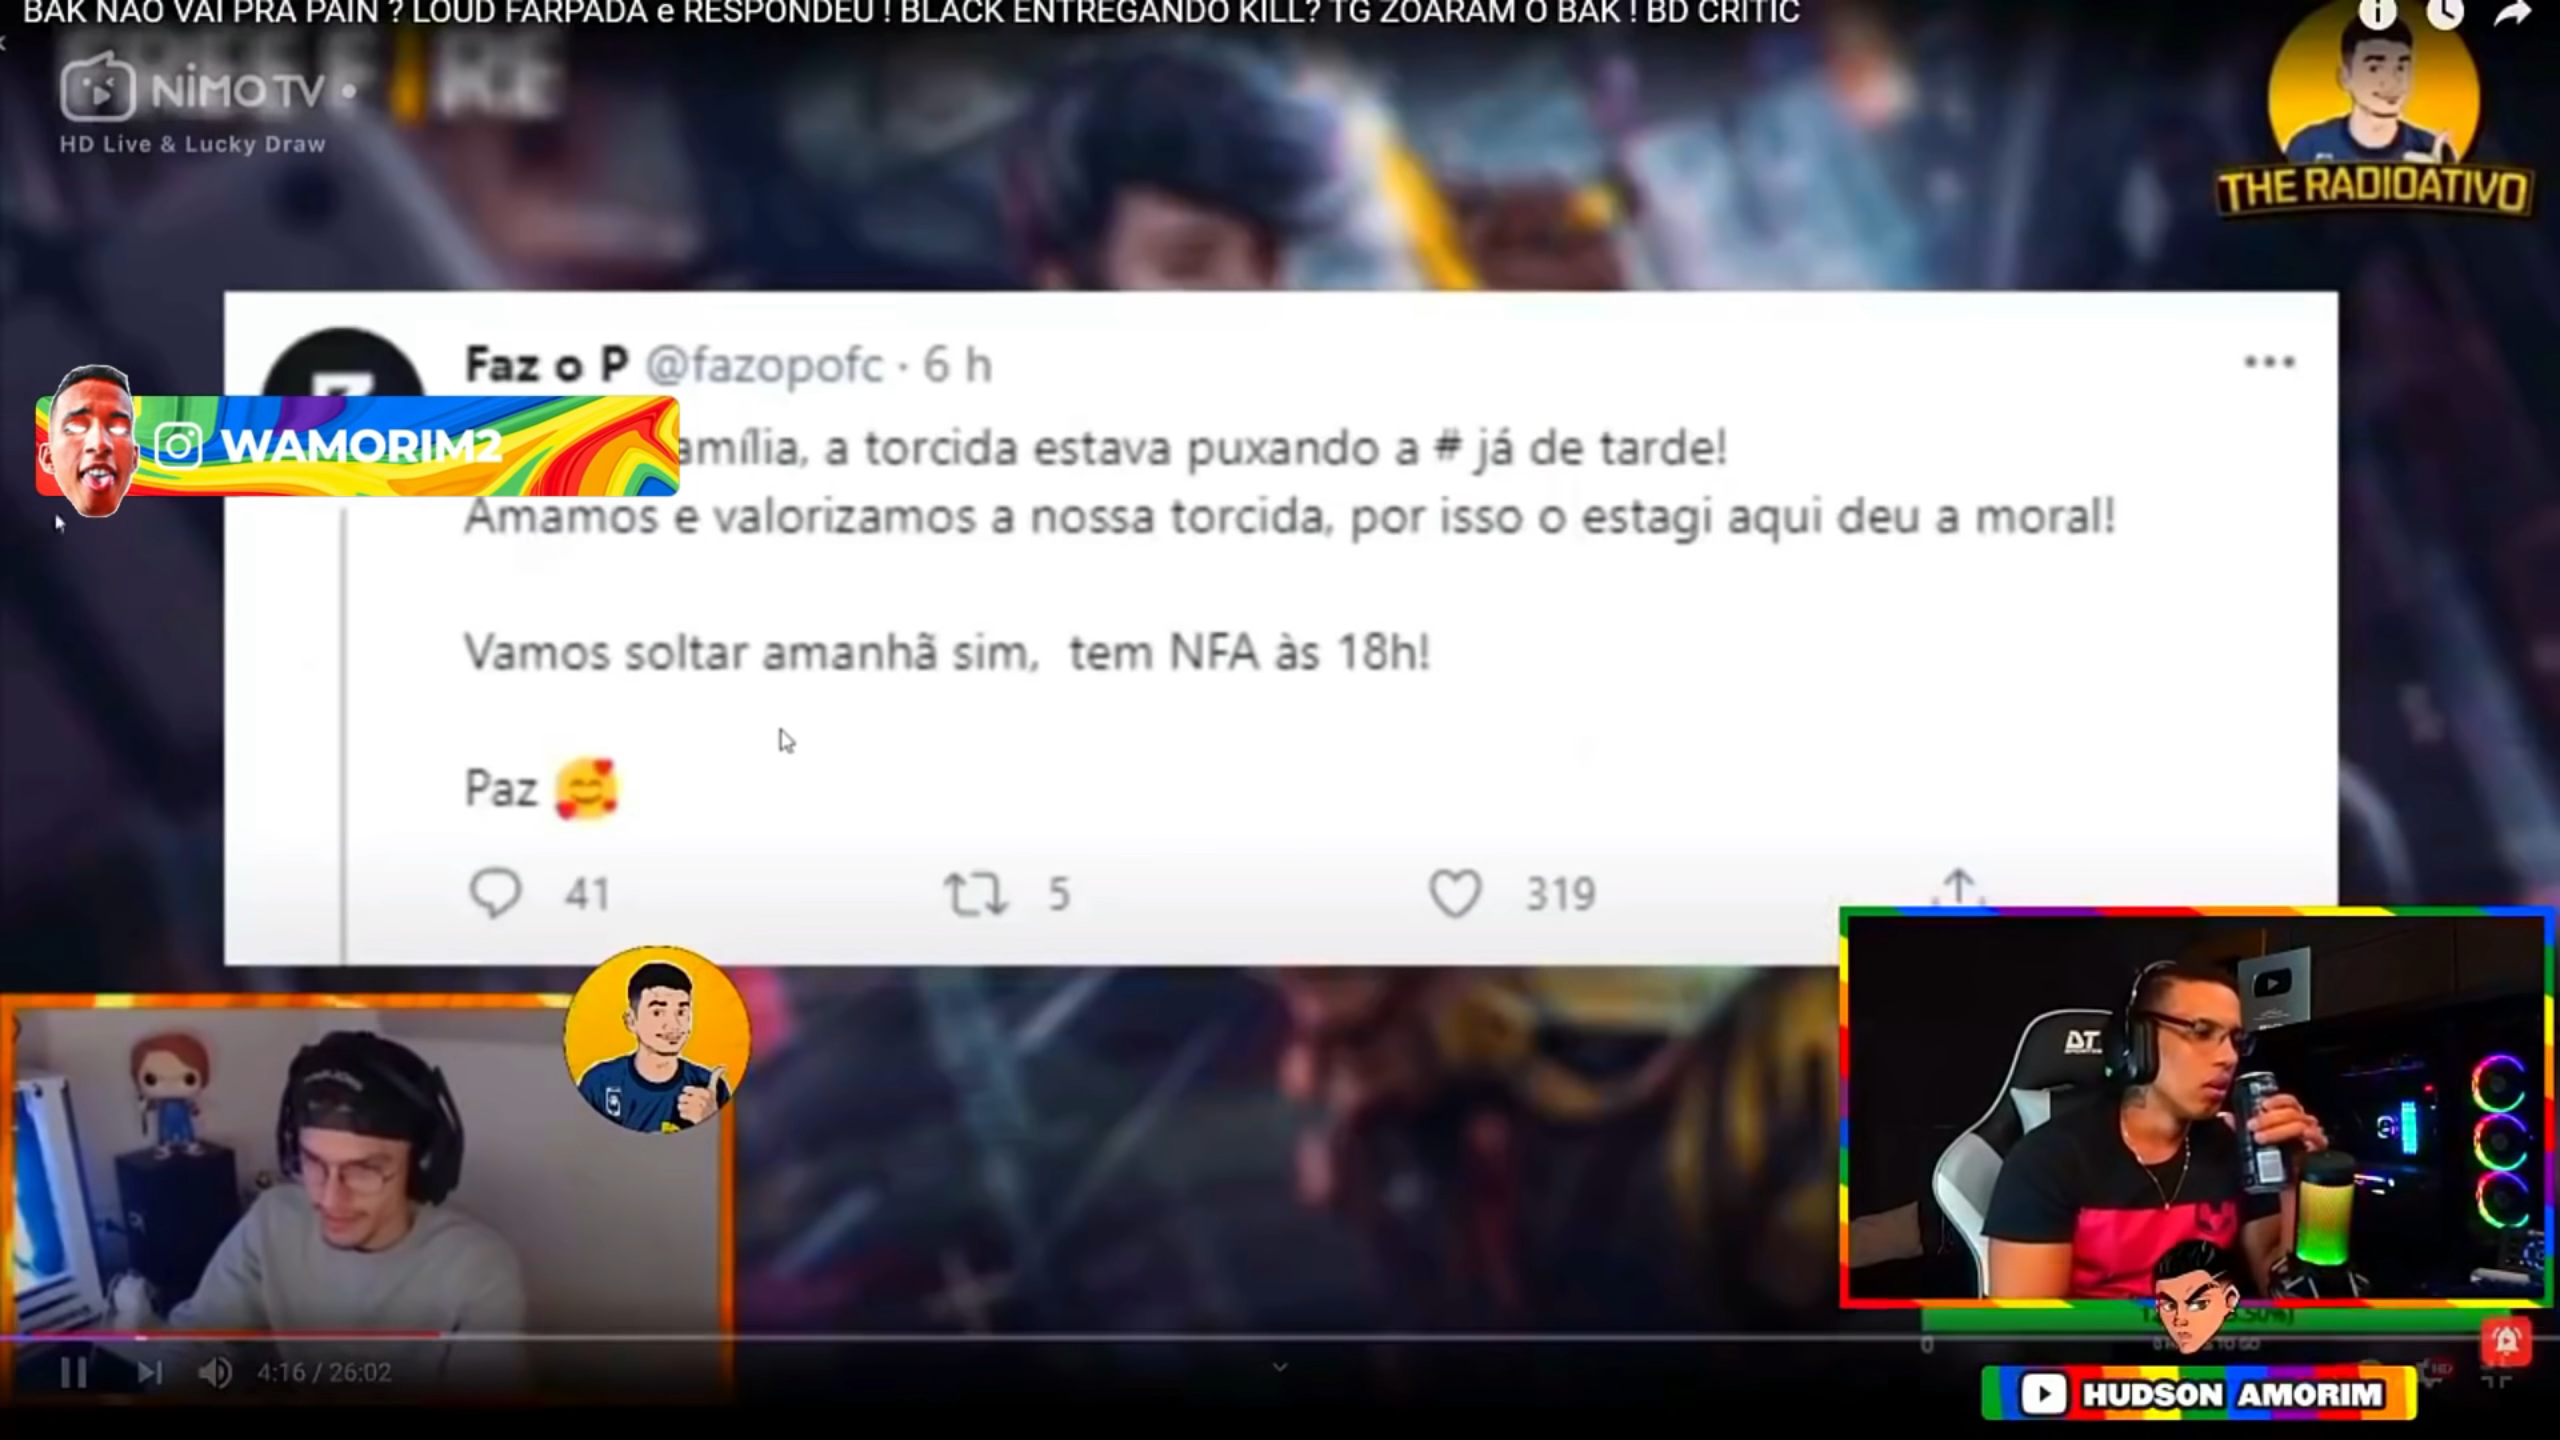 BAK NAO VAI PRA PAIN ? LOUD FARPADA e RESPONDEU ! BLACK ENTREGANDO KILL? TG ZOARAM O BAK ! BD CRITIC
NIMO TV
HD Live & Lucky Draw
THE RADIOATIVO
Faz o P @fazopofc · 6 h
WAMORIM2
amília, a torcida estava puxando a # já de tarde!
Amamos e valorizamos a nossa torcida, por isso o estagi aqui deu a moral!
Vamos soltar amanhã sim, tem NFA às 18h!
Paz
41 5 319
DT
4:16 / 26:02
0
HD
HUDSON AMORIM